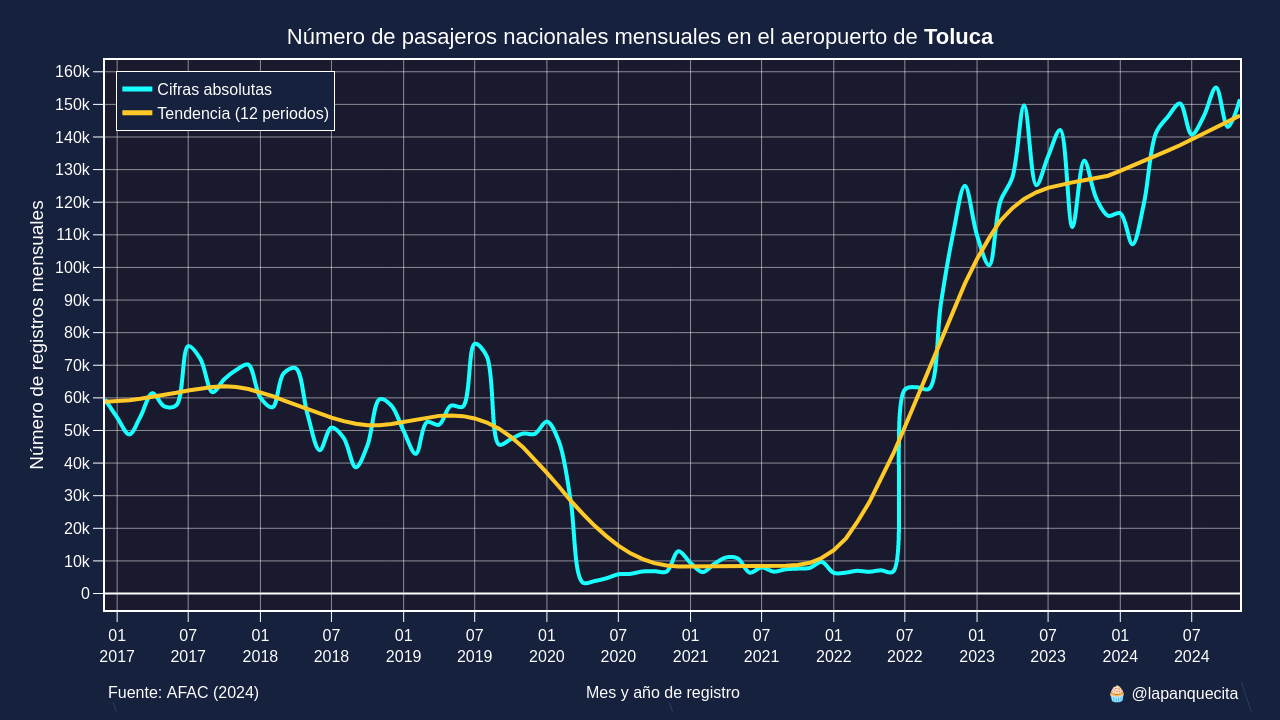 Número de pasajeros nacionales mensuales en el aeropuerto de Toluca
Cifras absolutas
Tendencia (12 periodos)
Número de registros mensuales
160k
150k
140k
130k
120k
110k
100k
90k
80k
70k
60k
50k
40k
30k
20k
10k
0
01 07 01 07 01 07 01 07 01 07 01 07 01 07 01 07
2017 2017 2018 2018 2019 2019 2020 2020 2021 2021 2022 2022 2023 2023 2024 2024
Fuente: AFAC (2024)
Mes y año de registro
🧁 @lapanquecita